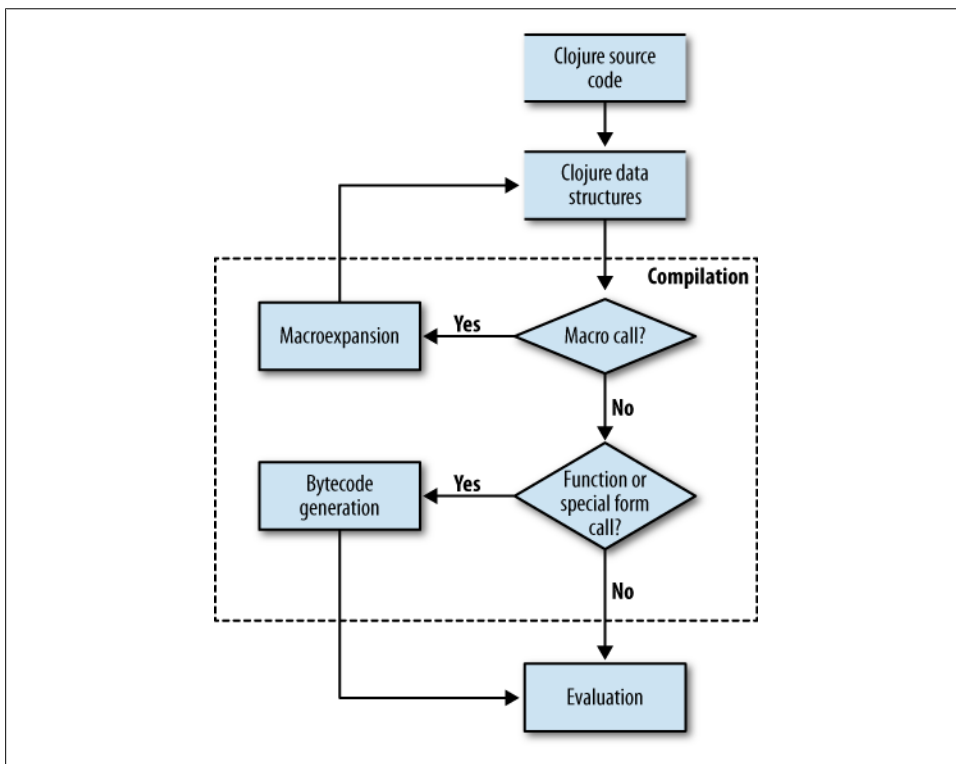 Clojure source
code
Clojure data
structures
Compilation
Macroexpansion
Yes
Macro call?
No
Bytecode
generation
Yes
Function or
special form
call?
No
Evaluation